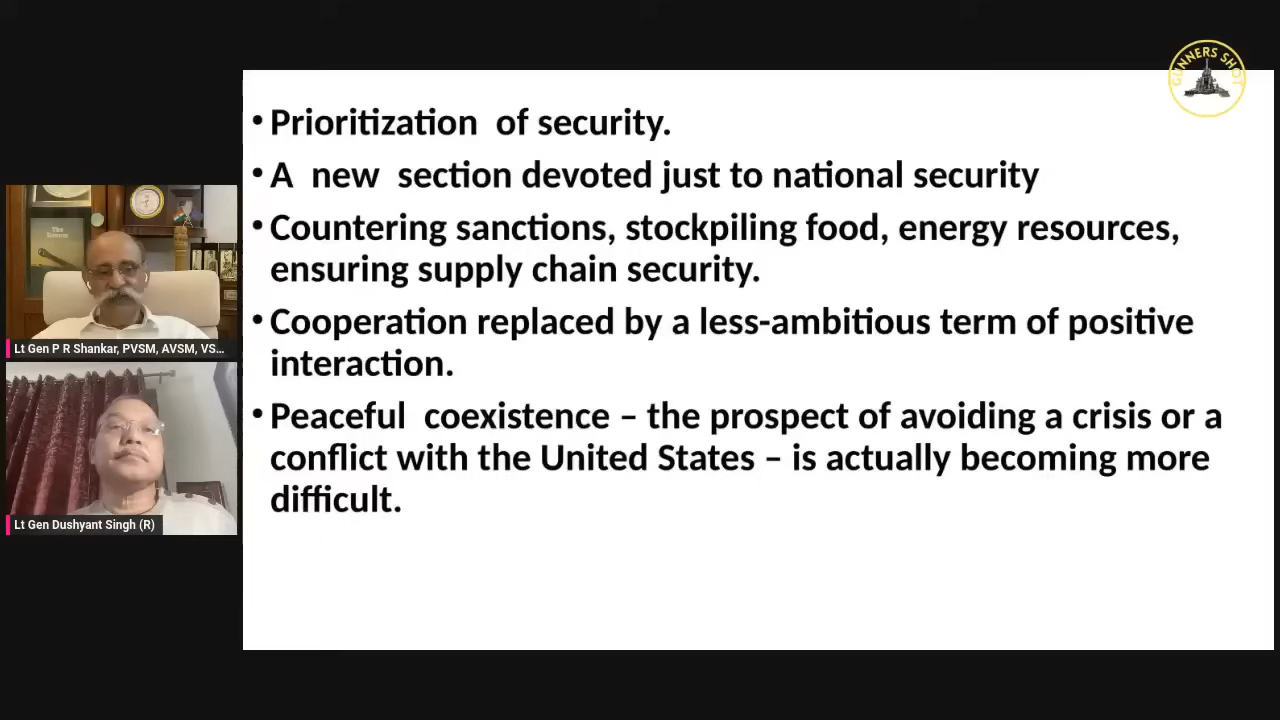 GUNNERS SHOT
• Prioritization of security.
• A new section devoted just to national security
• Countering sanctions, stockpiling food, energy resources,
ensuring supply chain security.
• Cooperation replaced by a less-ambitious term of positive
interaction.
• Peaceful coexistence – the prospect of avoiding a crisis or a
conflict with the United States – is actually becoming more
difficult.
Lt Gen P R Shankar, PVSM, AVSM, VS...
Lt Gen Dushyant Singh (R)